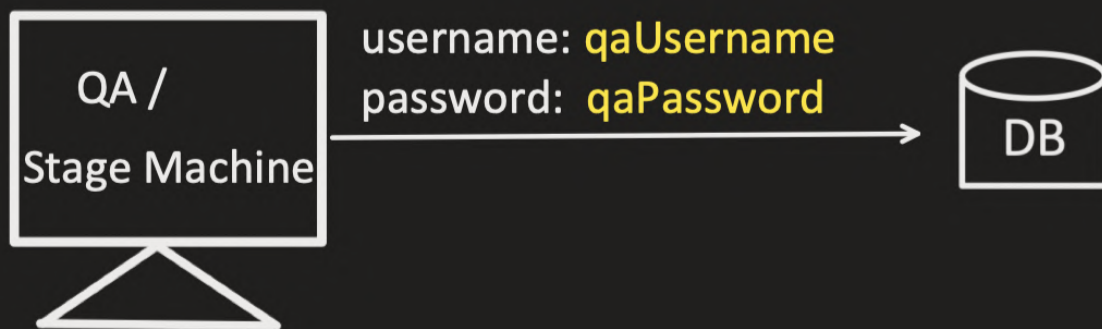 QA /
Stage Machine
username: qaUsername
password: qaPassword
DB